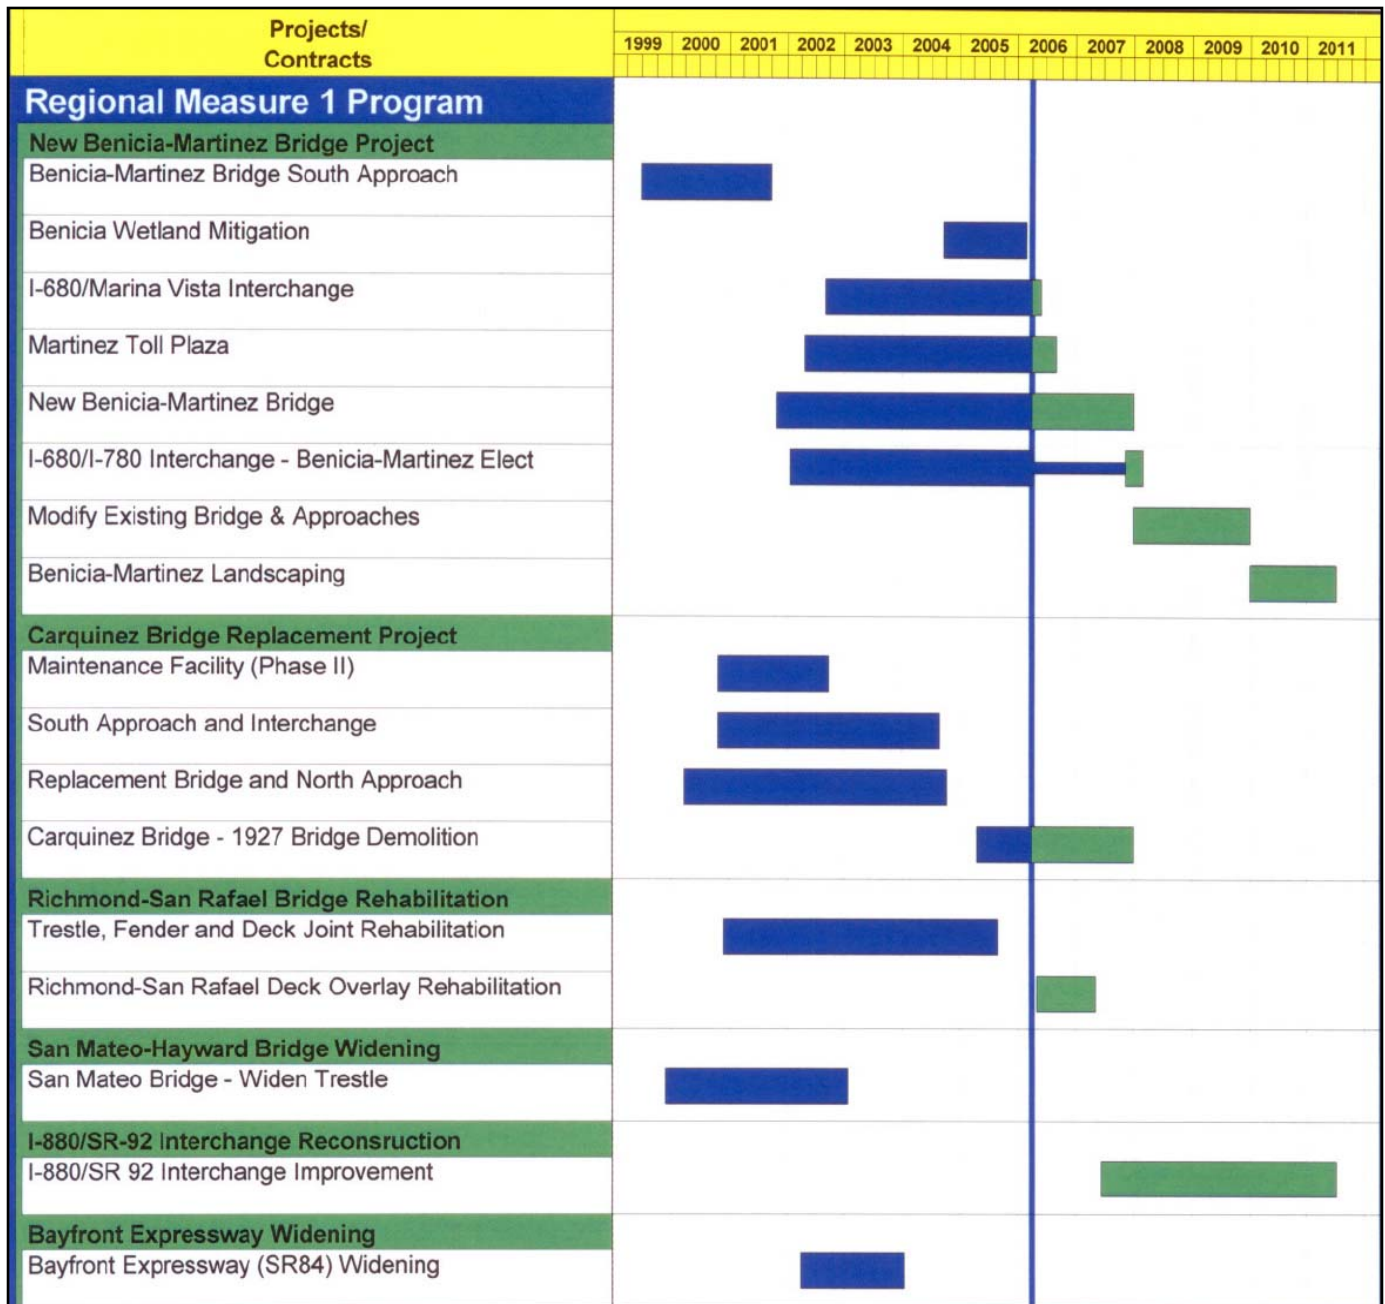 Projects/
Contracts
1999 2000 2001 2002 2003 2004 2005 2006 2007 2008 2009 2010 2011
Regional Measure 1 Program
New Benicia-Martinez Bridge Project
Benicia-Martinez Bridge South Approach
Benicia Wetland Mitigation
I-680/Marina Vista Interchange
Martinez Toll Plaza
New Benicia-Martinez Bridge
I-680/I-780 Interchange - Benicia-Martinez Elect
Modify Existing Bridge & Approaches
Benicia-Martinez Landscaping
Carquinez Bridge Replacement Project
Maintenance Facility (Phase II)
South Approach and Interchange
Replacement Bridge and North Approach
Carquinez Bridge - 1927 Bridge Demolition
Richmond-San Rafael Bridge Rehabilitation
Trestle, Fender and Deck Joint Rehabilitation
Richmond-San Rafael Deck Overlay Rehabilitation
San Mateo-Hayward Bridge Widening
San Mateo Bridge - Widen Trestle
I-880/SR-92 Interchange Reconsruction
I-880/SR 92 Interchange Improvement
Bayfront Expressway Widening
Bayfront Expressway (SR84) Widening